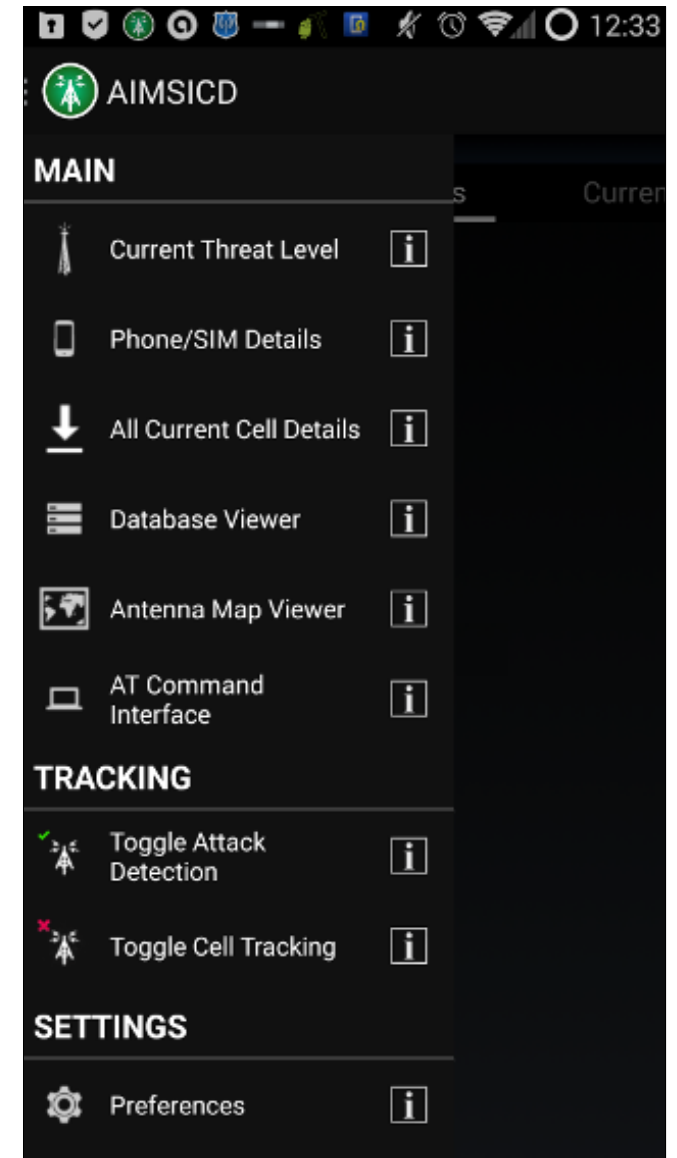 12:33
AIMSICD
MAIN
s
Curren
Current Threat Level
Phone/SIM Details
All Current Cell Details
Database Viewer
Antenna Map Viewer
AT Command
Interface
TRACKING
Toggle Attack
Detection
Toggle Cell Tracking
SETTINGS
Preferences